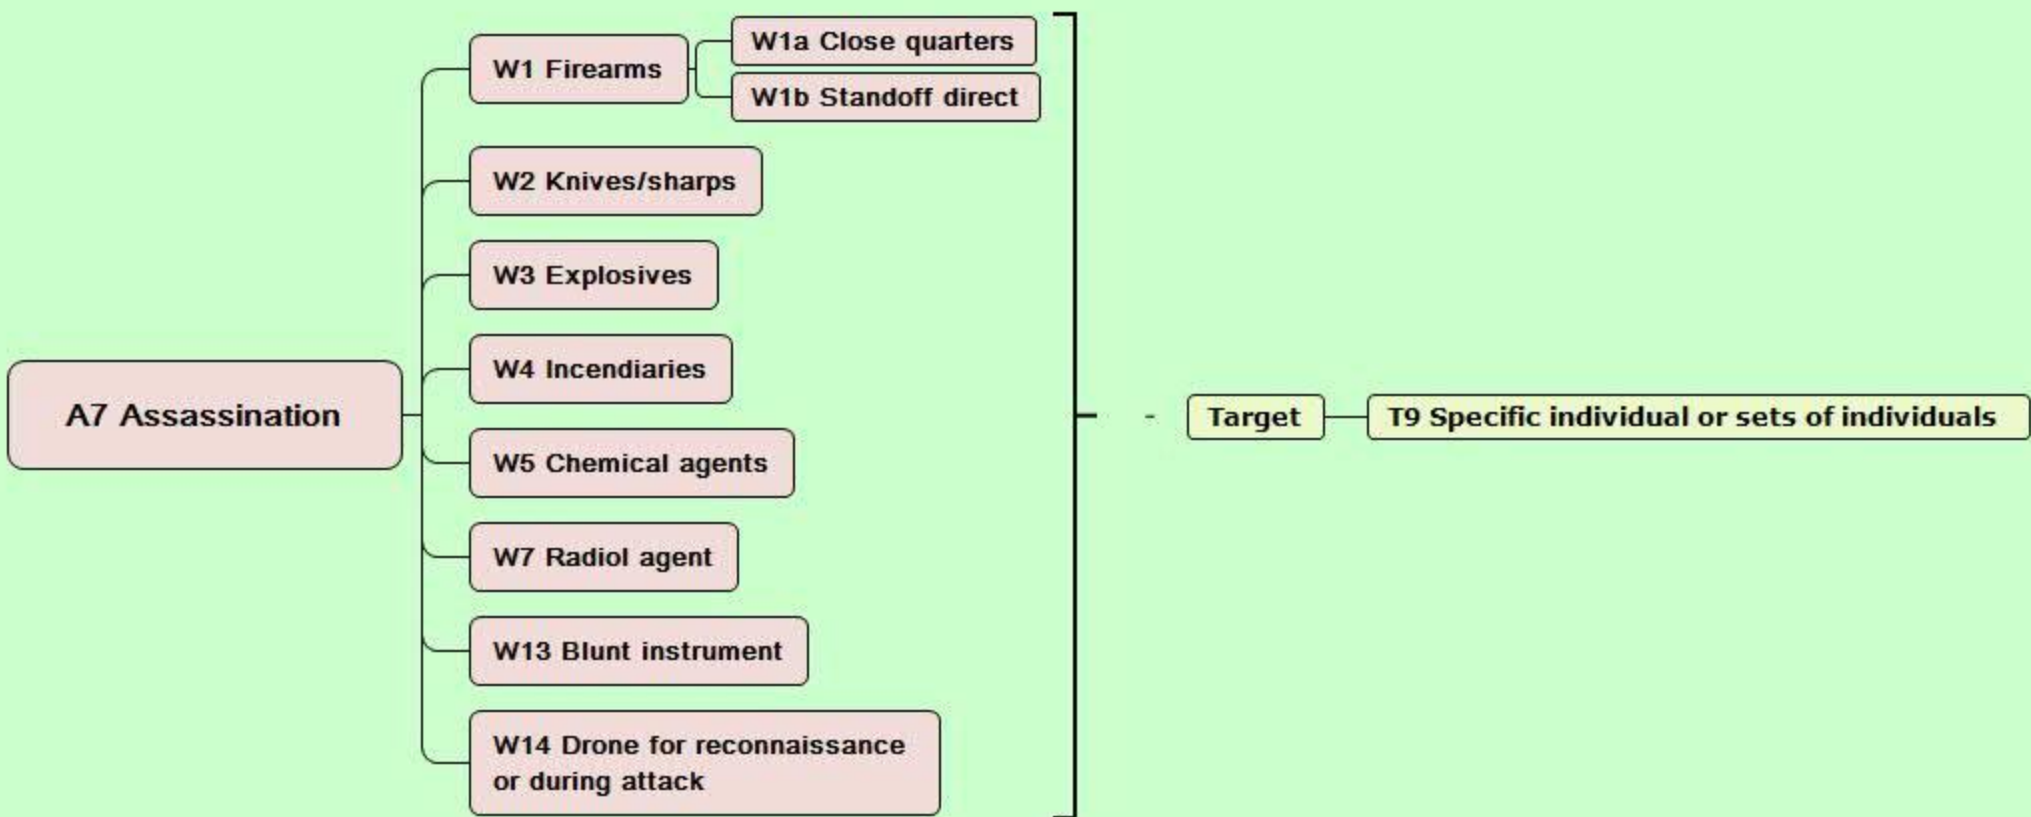 W1 Firearms
W1a Close quarters
W1b Standoff direct
W2 Knives/sharps
W3 Explosives
W4 Incendiaries
A7 Assassination
Target
T9 Specific individual or sets of individuals
W5 Chemical agents
W7 Radiol agent
W13 Blunt instrument
W14 Drone for reconnaissance
or during attack